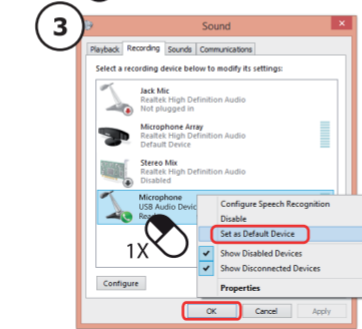 3
Sound
Playback Recording Sounds Communications
Select a recording device below to modify its settings:
Jack Mic
Realtek High Definition Audio
Not plugged in
Microphone Array
Realtek High Definition Audio
Default Device
Stereo Mix
Realtek High Definition Audio
Disabled
Microphone
USB Audio Devic
1X
Configure Speech Recognition
Disable
Set as Default Device
Show Disabled Devices
Show Disconnected Devices
Properties
Configure
OK Cancel Apply